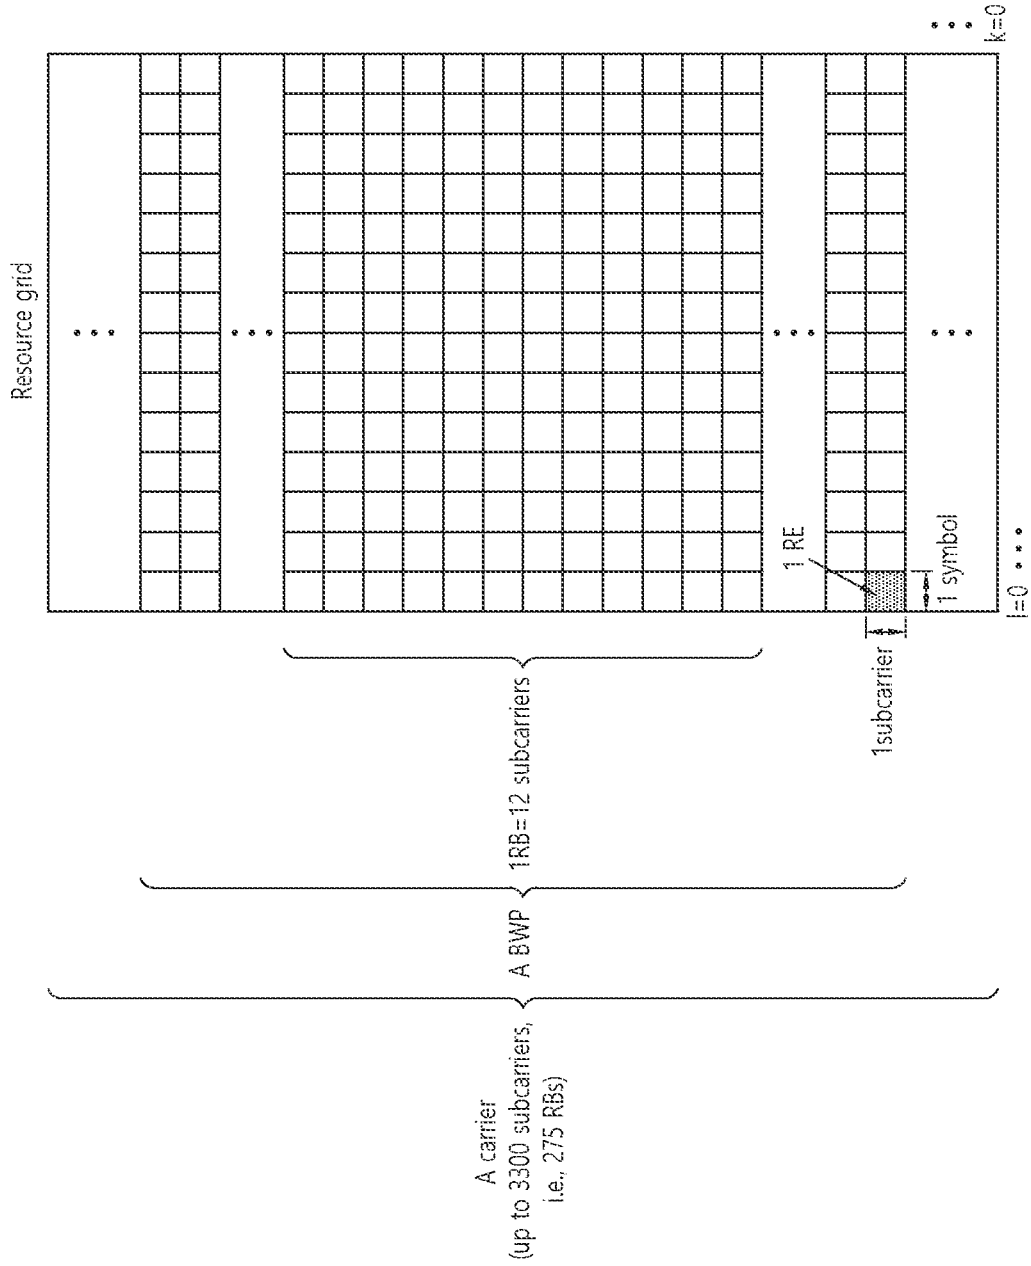 Resource grid
A carrier
(up to 3300 subcarriers,
i.e., 275 RBs)
A BWP
1RB=12 subcarriers
1 RE
1subcarrier
1 symbol
l=0
k=0